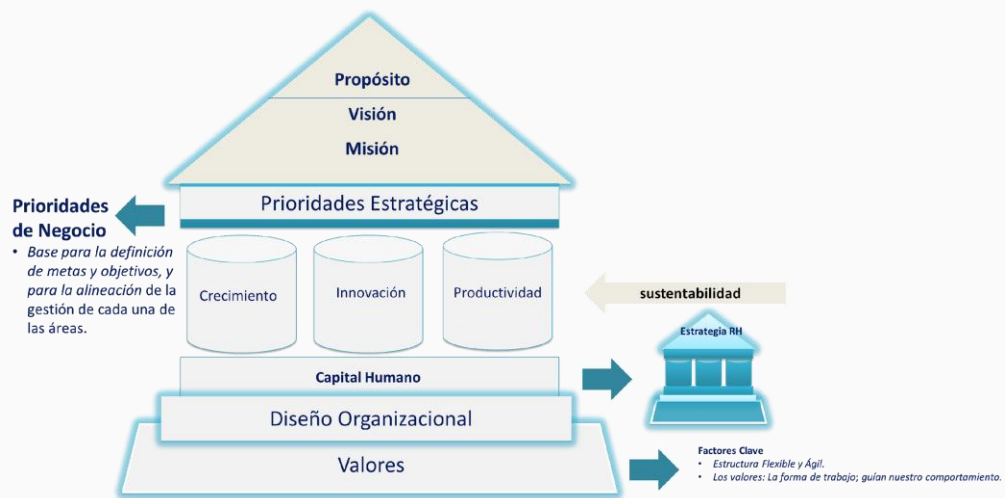 Propósito
Visión
Misión
Prioridades Estratégicas
Prioridades
de Negocio
• Base para la definición
de metas y objetivos, y
para la alineación de la
gestión de cada una de
las áreas.
Crecimiento
Innovación
Productividad
sustentabilidad
Estrategia RH
Capital Humano
Diseño Organizacional
Valores
Factores Clave
• Estructura Flexible y Ágil.
• Los valores: La forma de trabajo; guían nuestro comportamiento.